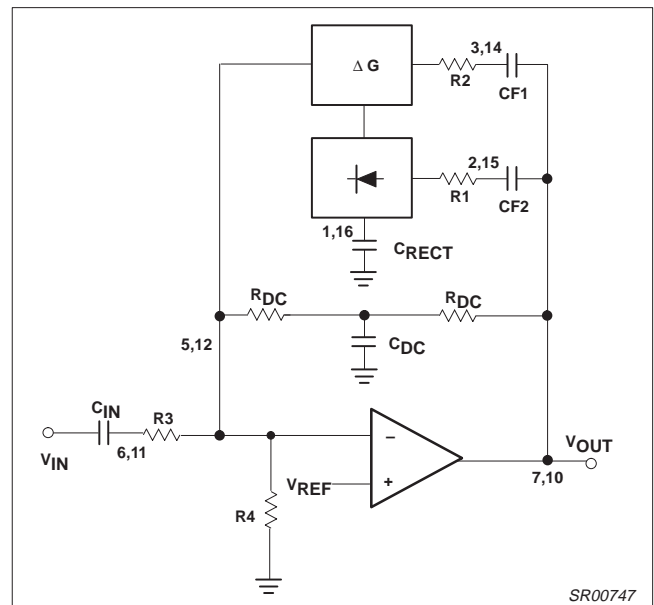 Δ G
3,14
R2
CF1
2,15
R1
CF2
1,16
CRECT
RDC
RDC
5,12
CDC
CIN
R3
VIN
6,11
VREF
R4
–
+
VOUT
7,10
SR00747